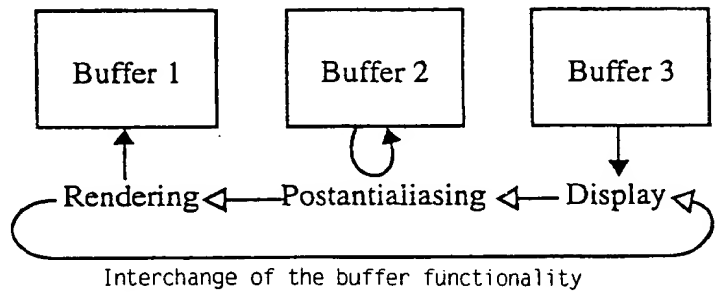 Buffer 1 Buffer 2 Buffer 3
Rendering Postantialiasing Display
Interchange of the buffer functionality